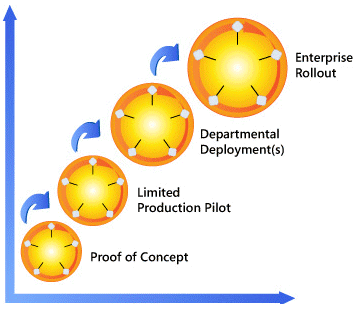 Enterprise
Rollout
Departmental
Deployment(s)
Limited
Production Pilot
Proof of Concept